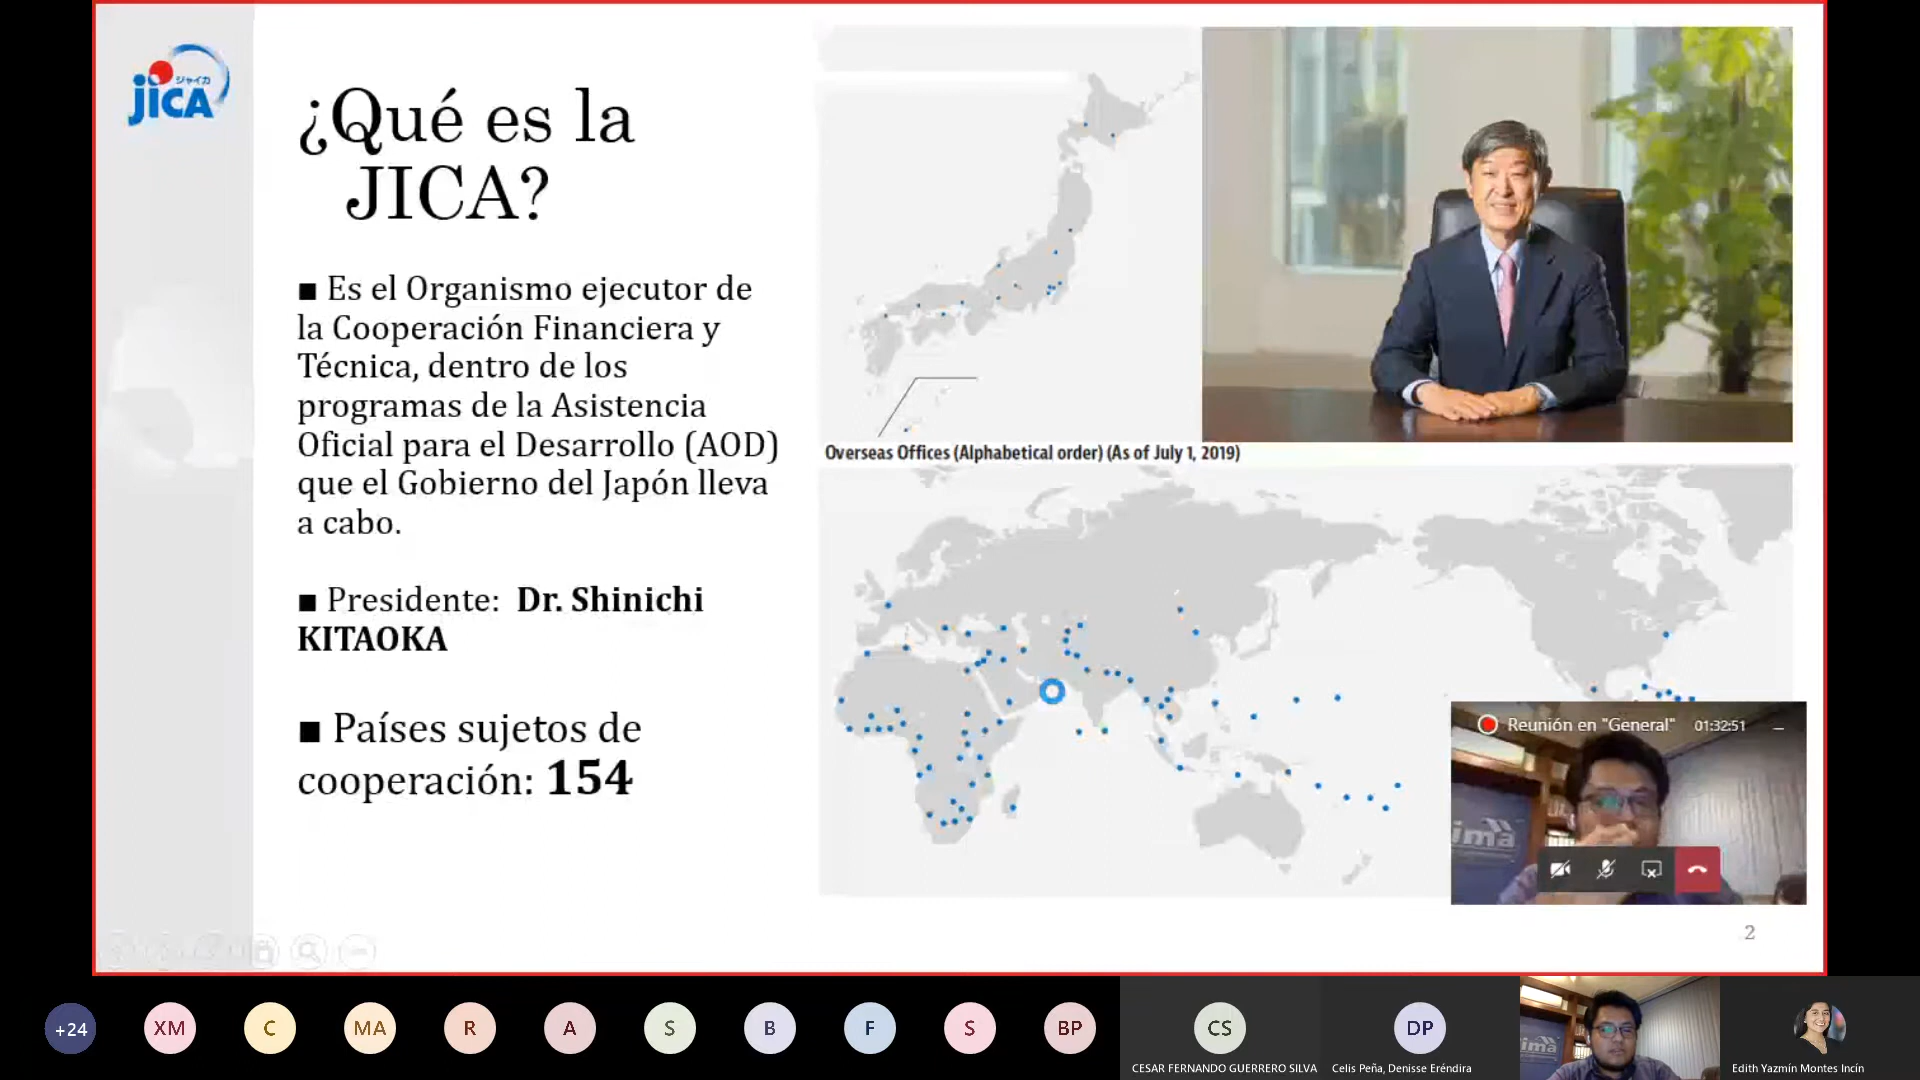 ジャイカ
JICA
¿Qué es la
JICA?
■ Es el Organismo ejecutor de
la Cooperación Financiera y
Técnica, dentro de los
programas de la Asistencia
Oficial para el Desarrollo (AOD)
que el Gobierno del Japón lleva
a cabo.
■ Presidente: Dr. Shinichi
KITAOKA
■ Países sujetos de
cooperación: 154
Overseas Offices (Alphabetical order) (As of July 1, 2019)
Reunión en "General" 01:32:51
ima
2
+24
XM
C
MA
R
A
S
B
F
S
BP
CS
CESAR FERNANDO GUERRERO SILVA
DP
Celis Peña, Denisse Eréndira
ima
Edith Yazmín Montes Incín